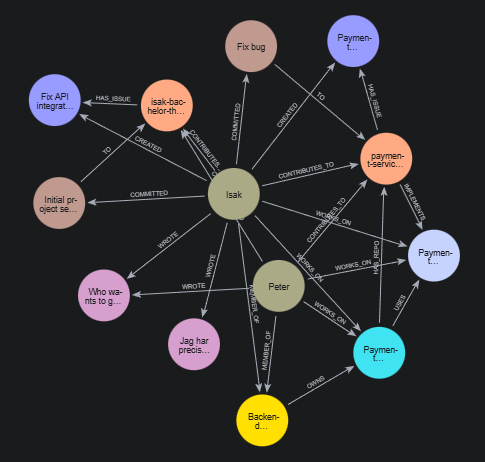 Fix bug
Paymen-
t...
Fix API
integrat...
HAS_ISSUE
isak-bac-
helor-th...
COMMITTED
CREATED
TO
HAS_ISSUE
CREATED
TO
CONTRIBUTES_
paymen-
t-servic...
CONTRIBUTES_TO
Initial pr-
oject se...
COMMITTED
Isak
IMPLEMENTS
CONTRIBUTES_TO
WORKS_ON
WROTE
WROTE
WORKS_ON
WORKS_ON
HAS_REPO
Paymen-
t...
Who wa-
nts to g...
WROTE
Peter
MEMBER_OF
WORKS_ON
USES
Jag har
precis...
MEMBER_OF
Paymen-
t...
OWNS
Backen-
d...